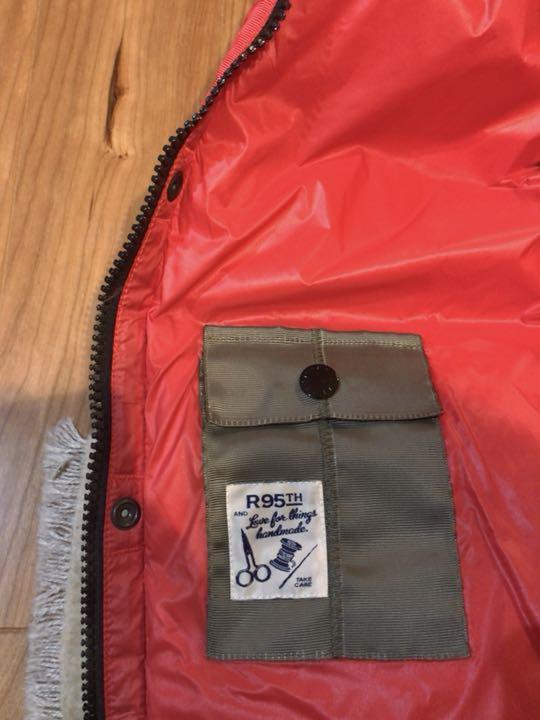 R95TH
AND Love for things
handmade.
TAKE
CARE